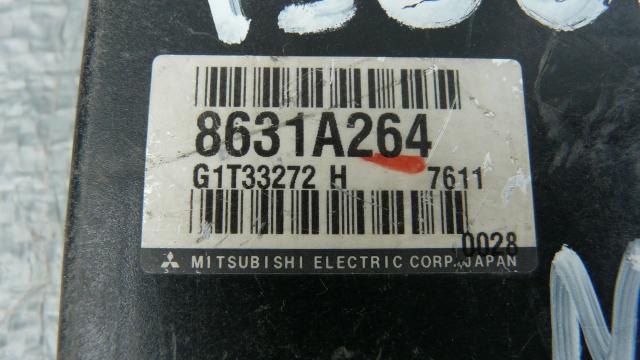 8631A264
G1T33272 H 7611
0028
MITSUBISHI ELECTRIC CORP. JAPAN